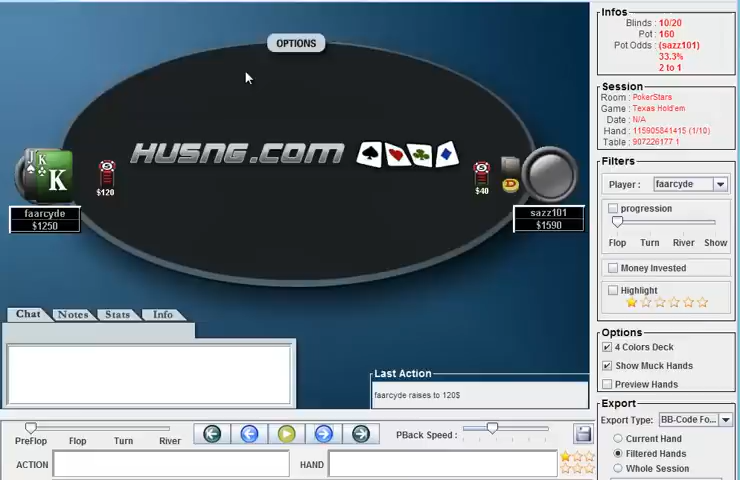 OPTIONS
J K
K
$120
HUSNG.COM
D
$40
faarcyde
$1250
sazz101
$1590
Chat Notes Stats Info
Last Action
faarcyde raises to 120$
PreFlop Flop Turn River
PBack Speed :
ACTION
HAND
Infos
Blinds : 10/20
Pot : 160
Pot Odds : (sazz101)
33.3%
2 to 1
Session
Room : PokerStars
Game : Texas Hold'em
Date : N/A
Hand : 115905841415 (1/10)
Table : 907226177 1
Filters
Player : faarcyde
progression
Flop Turn River Show
Money Invested
Highlight
Options
4 Colors Deck
Show Muck Hands
Preview Hands
Export
Export Type: BB-Code Fo...
Current Hand
Filtered Hands
Whole Session